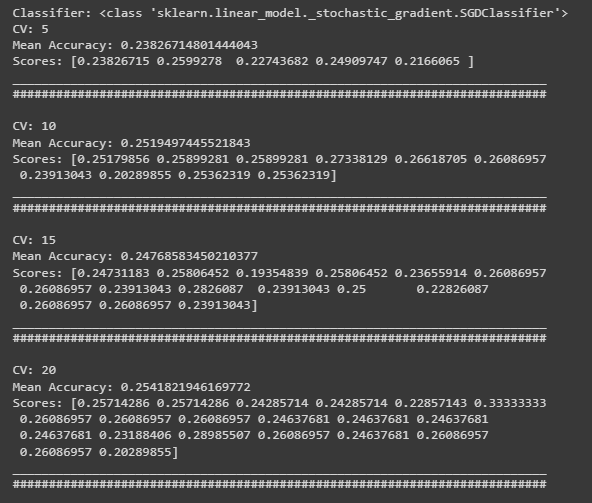 Classifier: <class 'sklearn.linear_model._stochastic_gradient.SGDClassifier'>
CV: 5
Mean Accuracy: 0.23826714801444043
Scores: [0.23826715 0.2599278  0.22743682 0.24909747 0.2166065 ]
__________________________________________________________________________
##########################################################################
CV: 10
Mean Accuracy: 0.2519497445521843
Scores: [0.25179856 0.25899281 0.25899281 0.27338129 0.26618705 0.26086957
 0.23913043 0.20289855 0.25362319 0.25362319]
__________________________________________________________________________
##########################################################################
CV: 15
Mean Accuracy: 0.24768583450210377
Scores: [0.24731183 0.25806452 0.19354839 0.25806452 0.23655914 0.26086957
 0.26086957 0.23913043 0.2826087  0.23913043 0.25       0.22826087
 0.26086957 0.26086957 0.23913043]
__________________________________________________________________________
##########################################################################
CV: 20
Mean Accuracy: 0.2541821946169772
Scores: [0.25714286 0.25714286 0.24285714 0.24285714 0.22857143 0.33333333
 0.26086957 0.26086957 0.26086957 0.24637681 0.24637681 0.24637681
 0.24637681 0.23188406 0.28985507 0.26086957 0.24637681 0.26086957
 0.26086957 0.20289855]
__________________________________________________________________________
##########################################################################